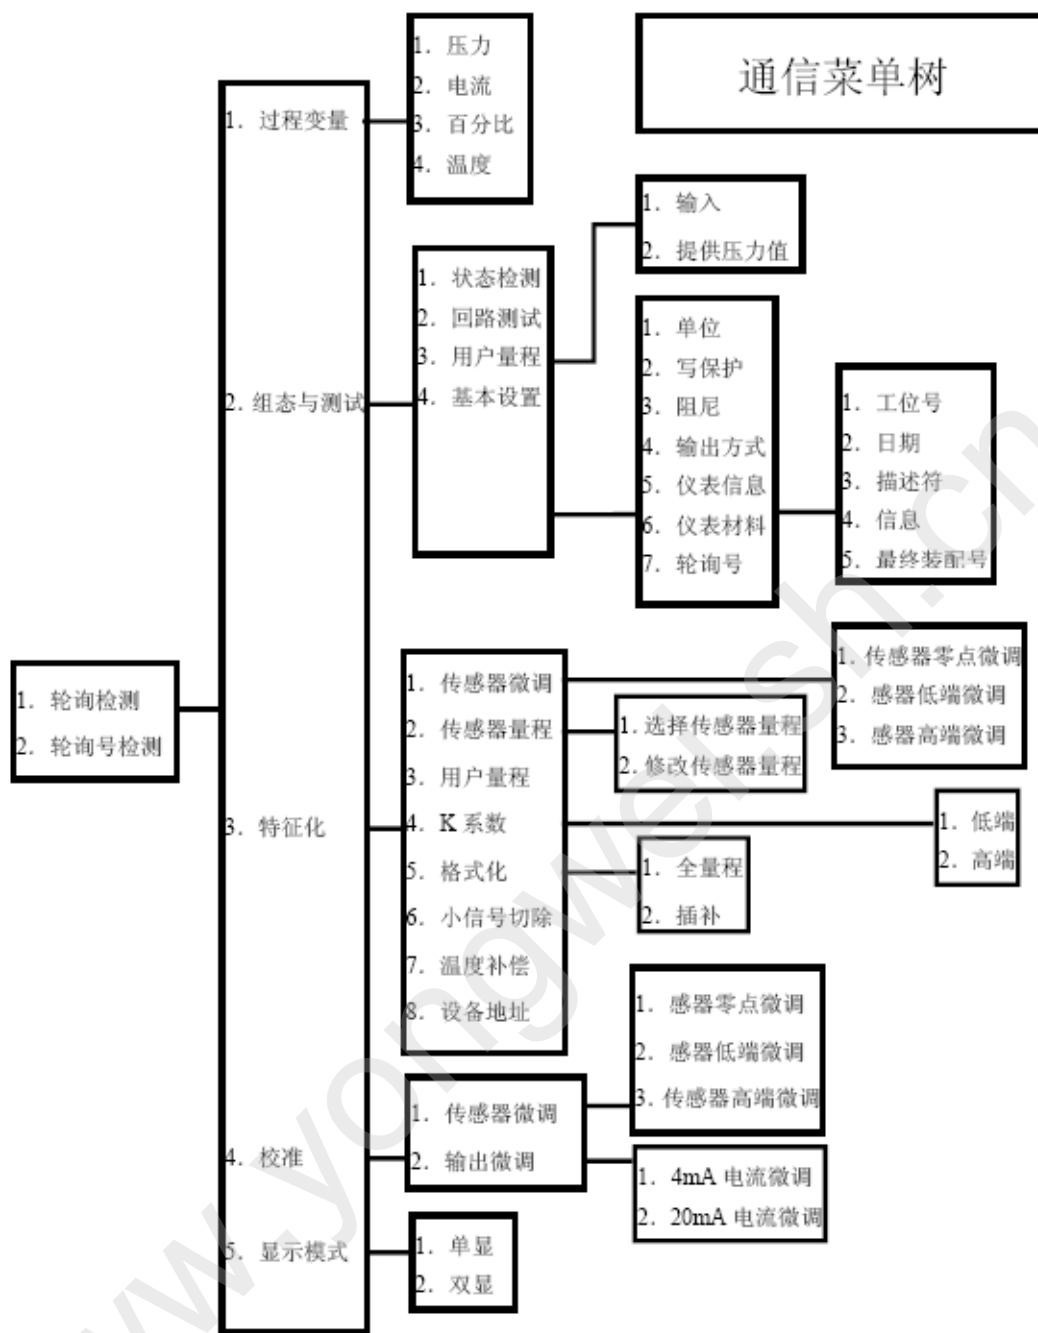 通信菜单树
1. 轮询检测
2. 轮询号检测
1. 过程变量
2. 组态与测试
3. 特征化
4. 校准
5. 显示模式
1. 压力
2. 电流
3. 百分比
4. 温度
1. 状态检测
2. 回路测试
3. 用户量程
4. 基本设置
1. 输入
2. 提供压力值
1. 单位
2. 写保护
3. 阻尼
4. 输出方式
5. 仪表信息
6. 仪表材料
7. 轮询号
1. 工位号
2. 日期
3. 描述符
4. 信息
5. 最终装配号
1. 传感器微调
2. 传感器量程
3. 用户量程
4. K 系数
5. 格式化
6. 小信号切除
7. 温度补偿
8. 设备地址
1. 传感器零点微调
2. 感器低端微调
3. 感器高端微调
1. 选择传感器量程
2. 修改传感器量程
1. 低端
2. 高端
1. 全量程
2. 插补
1. 传感器微调
2. 输出微调
1. 感器零点微调
2. 感器低端微调
3. 传感器高端微调
1. 4mA 电流微调
2. 20mA 电流微调
1. 单显
2. 双显
www.yongwei.sh.cn